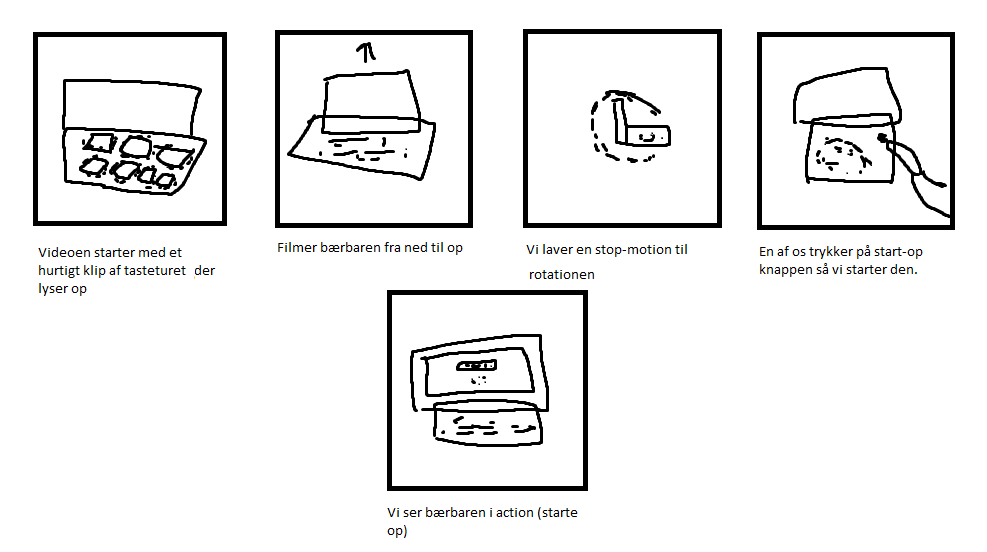 Videoen starter med et
hurtigt klip af tasteturet der
lyser op
Filmer bærbaren fra ned til op
Vi laver en stop-motion til
rotationen
En af os trykker på start-op
knappen så vi starter den.
Vi ser bærbaren i action (starte
op)